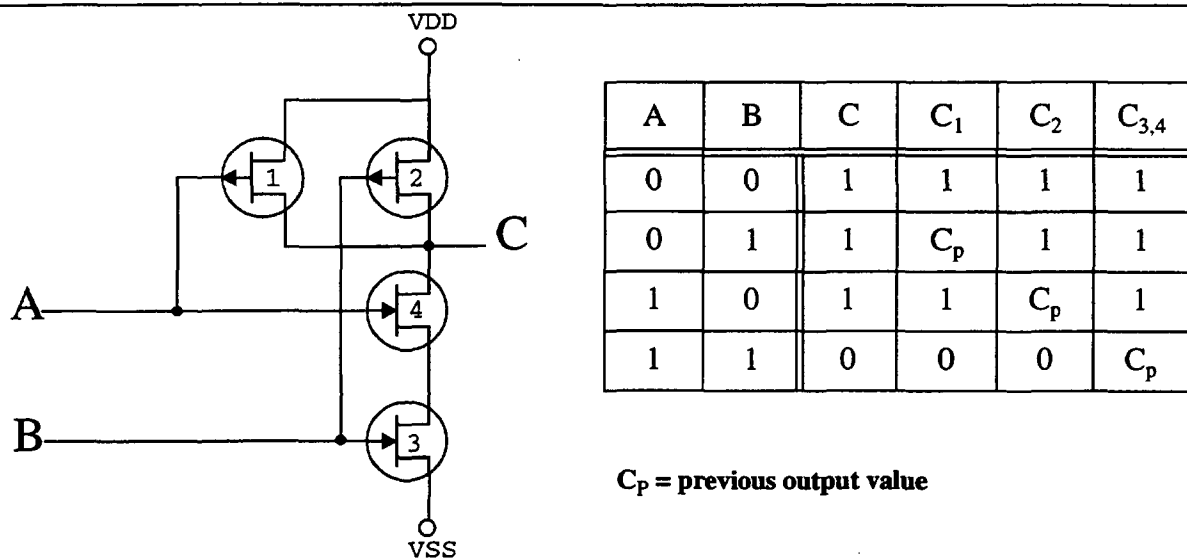 VDD
1
2
C
A
4
B
3
VSS
A B C C₁ C₂ C₃,₄
0 0 1 1 1 1
0 1 1 Cₚ 1 1
1 0 1 1 Cₚ 1
1 1 0 0 0 Cₚ
C_P = previous output value